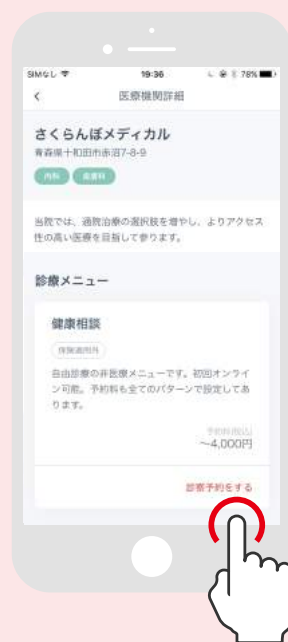 SIMなし 19:36 78%
医療機関詳細
さくらんぼメディカル
青森県十和田市赤沼7-8-9
内科 皮膚科
当院では、通院治療の選択肢を増やし、よりアクセス
性の高い医療を目指して参ります。
診療メニュー
健康相談
保険適用外
自由診療の非医療メニューです。初回オンライ
ン可能。予約料も全てのパターンで設定してあ
ります。
予約料(税込)
〜4,000円
診察予約をする